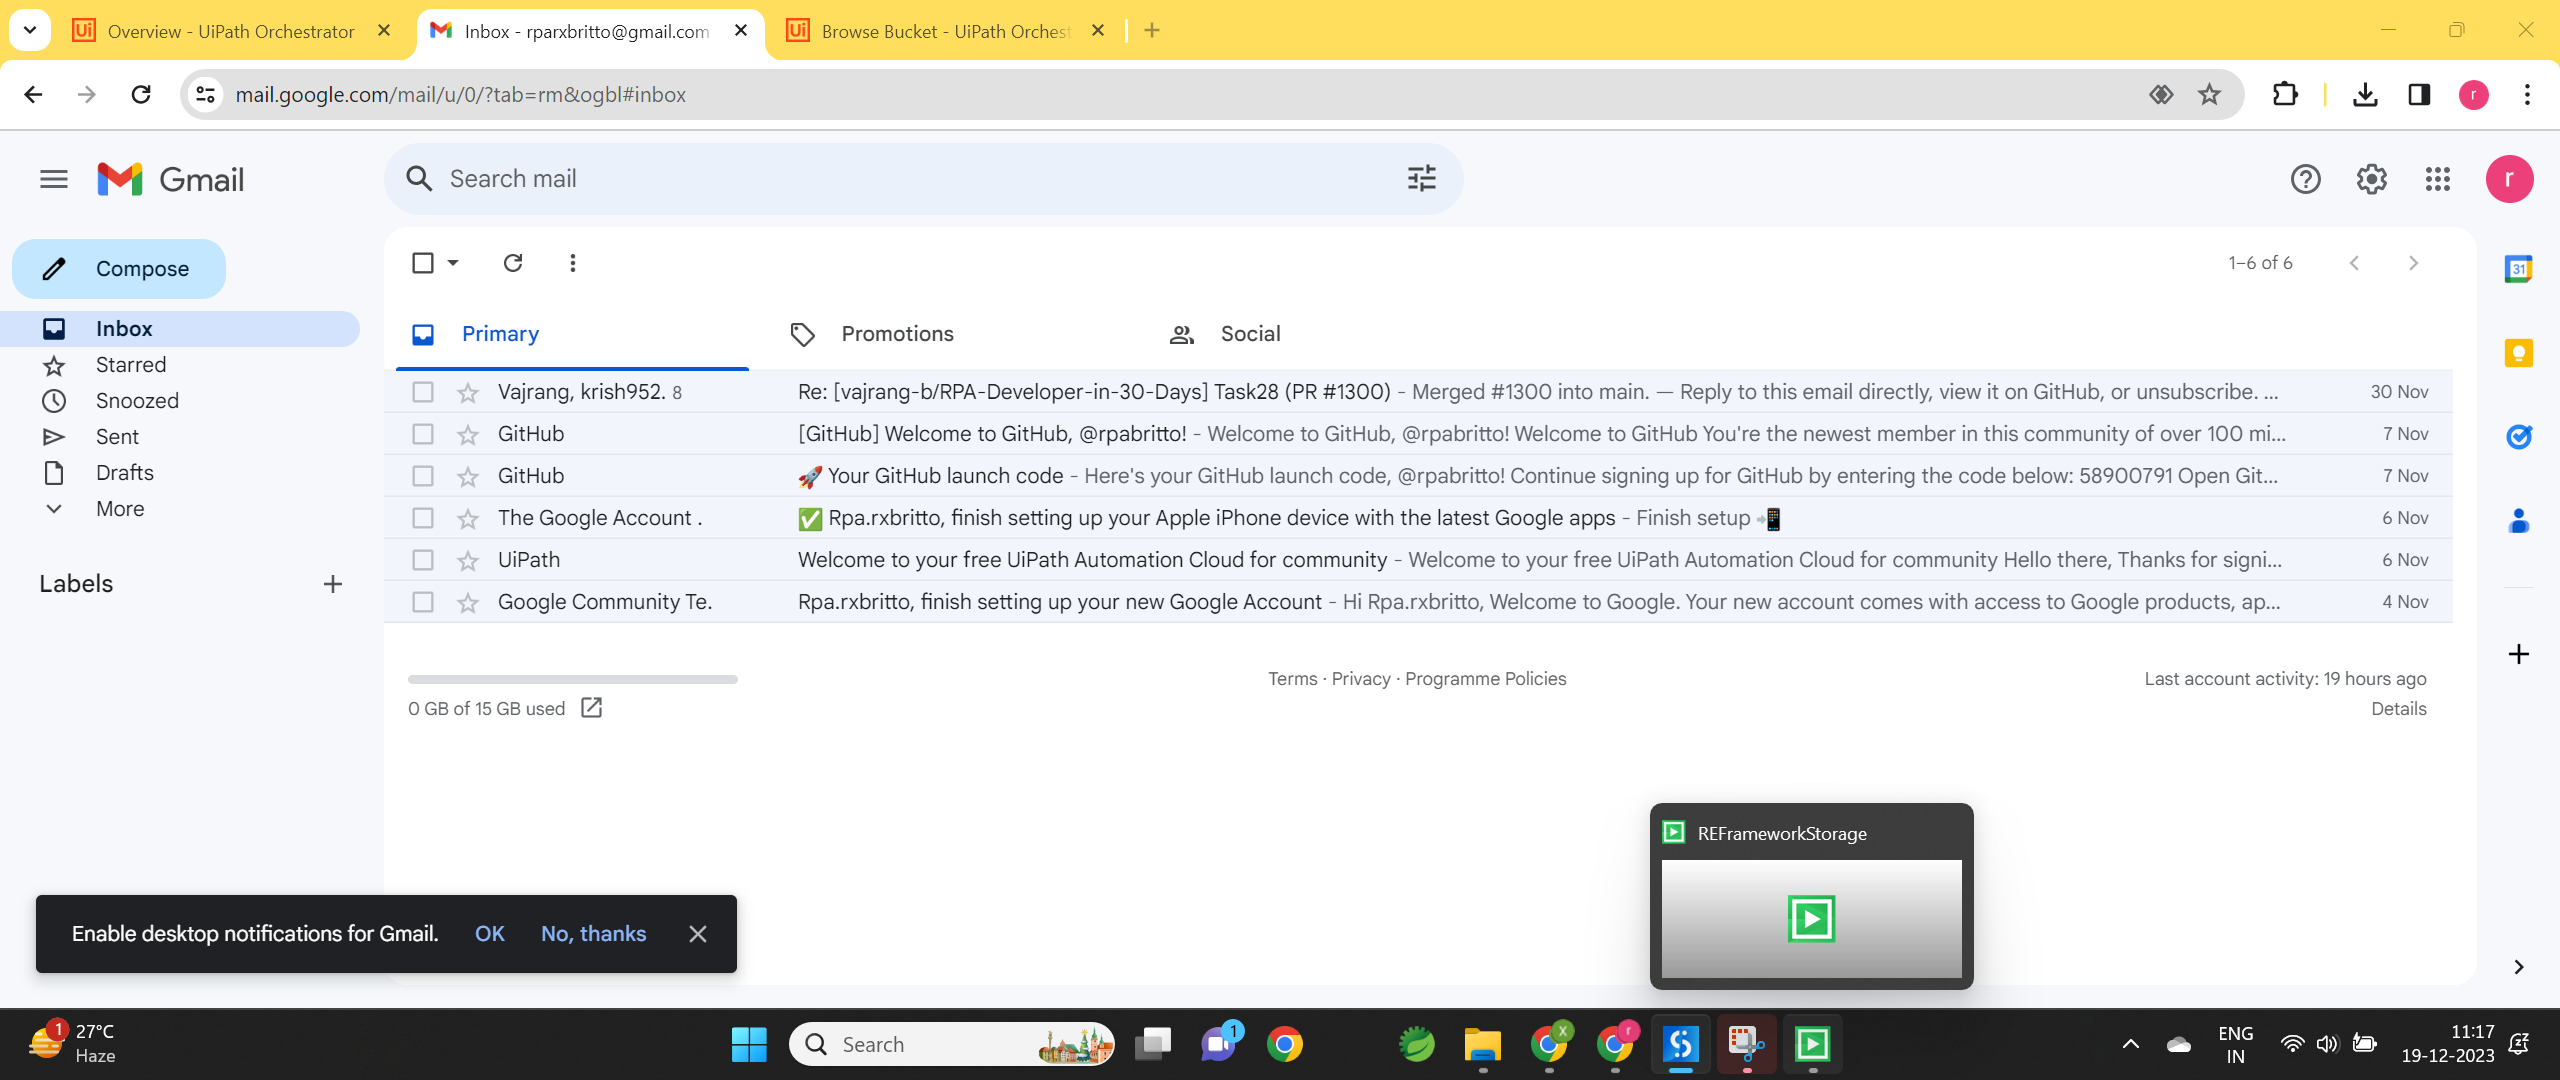 Overview - UiPath Orchestrator
Inbox - rparxbritto@gmail.com
Browse Bucket - UiPath Orchest
mail.google.com/mail/u/0/?tab=rm&ogbl#inbox
r
Gmail
Search mail
r
Compose
1–6 of 6
Inbox
Starred
Snoozed
Sent
Drafts
More
Labels
Primary
Promotions
Social
Vajrang, krish952. 8 Re: [vajrang-b/RPA-Developer-in-30-Days] Task28 (PR #1300) - Merged #1300 into main. — Reply to this email directly, view it on GitHub, or unsubscribe. ... 30 Nov
GitHub [GitHub] Welcome to GitHub, @rpabritto! - Welcome to GitHub, @rpabritto! Welcome to GitHub You're the newest member in this community of over 100 mi... 7 Nov
GitHub 🚀 Your GitHub launch code - Here's your GitHub launch code, @rpabritto! Continue signing up for GitHub by entering the code below: 58900791 Open Git... 7 Nov
The Google Account . ✅ Rpa.rxbritto, finish setting up your Apple iPhone device with the latest Google apps - Finish setup 📲 6 Nov
UiPath Welcome to your free UiPath Automation Cloud for community - Welcome to your free UiPath Automation Cloud for community Hello there, Thanks for signi... 6 Nov
Google Community Te. Rpa.rxbritto, finish setting up your new Google Account - Hi Rpa.rxbritto, Welcome to Google. Your new account comes with access to Google products, ap... 4 Nov
31
0 GB of 15 GB used
Terms · Privacy · Programme Policies
Last account activity: 19 hours ago
Details
REFrameworkStorage
Enable desktop notifications for Gmail. OK No, thanks
1
27°C
Haze
Search
1
x
r
ENG
IN
11:17
19-12-2023